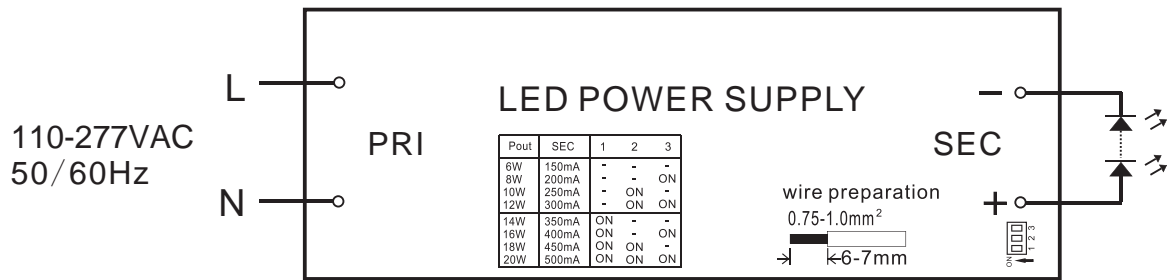 LED POWER SUPPLY
L
110-277VAC
50/60Hz
N
PRI
Pout SEC 1 2 3
6W 150mA - - -
8W 200mA - - ON
10W 250mA - ON -
12W 300mA - ON ON
14W 350mA ON - -
16W 400mA ON - ON
18W 450mA ON ON -
20W 500mA ON ON ON
wire preparation
0.75-1.0mm²
6-7mm
-
SEC
+
1 2 3
ON